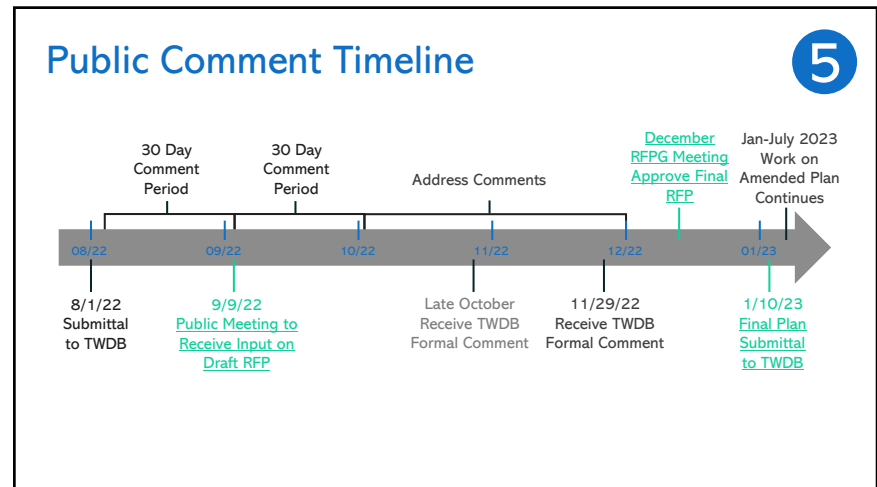 Public Comment Timeline
5
30 Day
Comment
Period
30 Day
Comment
Period
Address Comments
December
RFPG Meeting
Approve Final
RFP
Jan-July 2023
Work on
Amended Plan
Continues
08/22
09/22
10/22
11/22
12/22
01/23
8/1/22
Submittal
to TWDB
9/9/22
Public Meeting to
Receive Input on
Draft RFP
Late October
Receive TWDB
Formal Comment
11/29/22
Receive TWDB
Formal Comment
1/10/23
Final Plan
Submittal
to TWDB